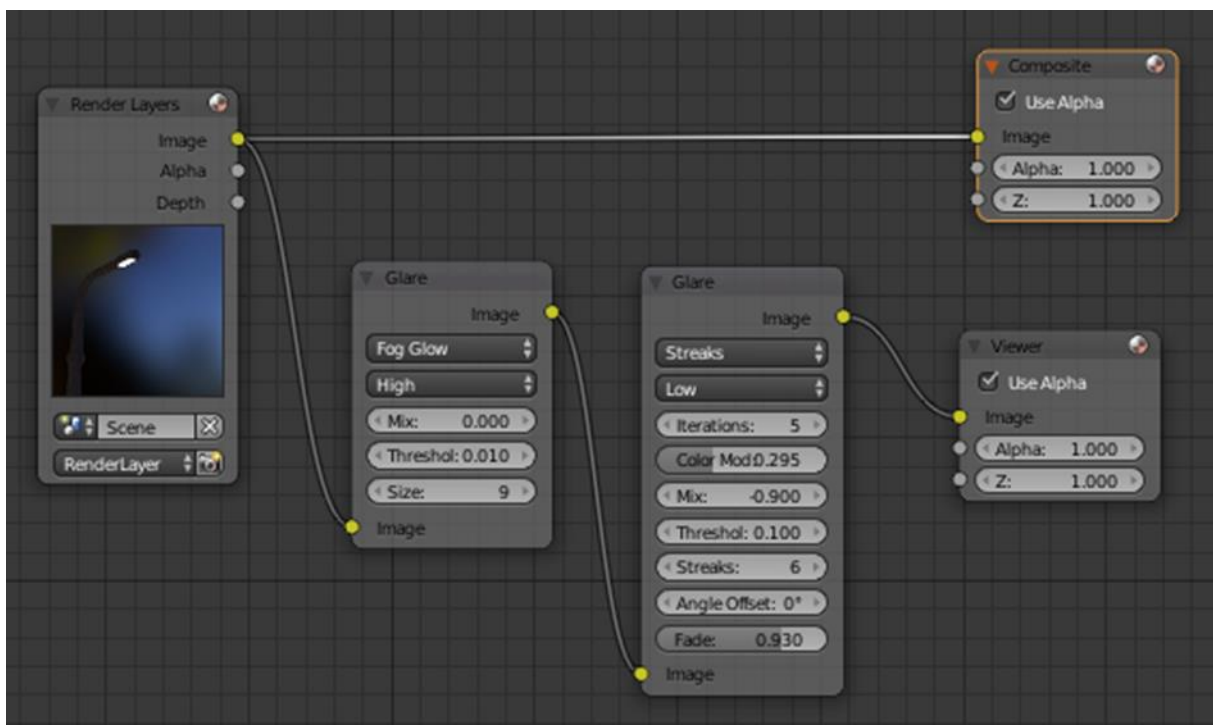 Render Layers
Image
Alpha
Depth
Scene
RenderLayer
Glare
Image
Fog Glow
High
Mix: 0.000
Threshol: 0.010
Size: 9
Image
Glare
Image
Streaks
Low
Iterations: 5
Color Mod: 0.295
Mix: -0.900
Threshol: 0.100
Streaks: 6
Angle Offset: 0°
Fade: 0.930
Image
Composite
Use Alpha
Image
Alpha: 1.000
Z: 1.000
Viewer
Use Alpha
Image
Alpha: 1.000
Z: 1.000